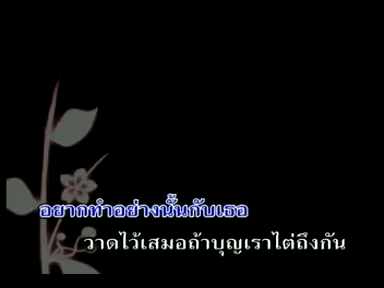 อยากทำอย่างนั้นกับเธอ
วาดไว้เสมอถ้าบุญเราไต่ถึงกัน